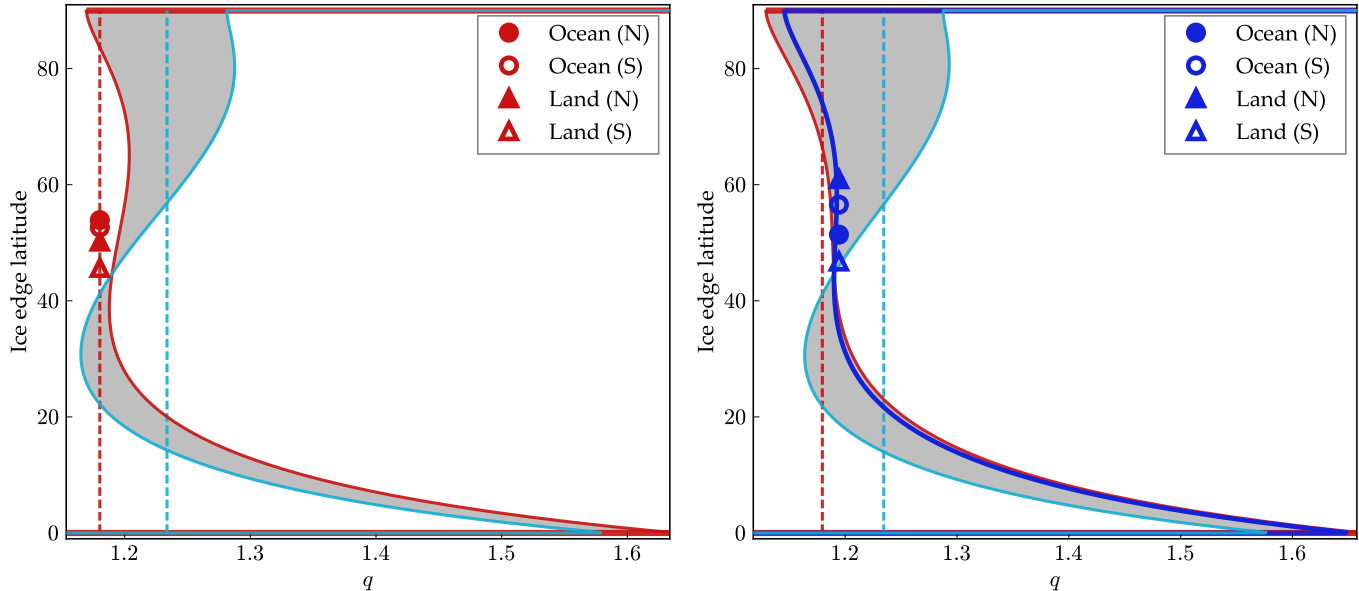 80
60
40
20
0
Ice edge latitude
1.2
1.3
1.4
1.5
1.6
q
Ocean (N)
Ocean (S)
Land (N)
Land (S)
80
60
40
20
0
Ice edge latitude
1.2
1.3
1.4
1.5
1.6
q
Ocean (N)
Ocean (S)
Land (N)
Land (S)